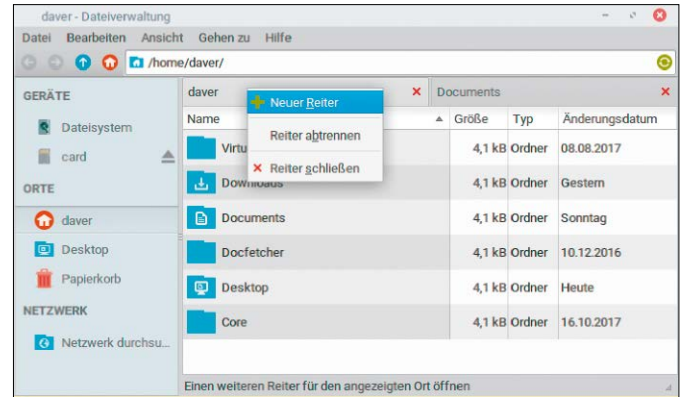 daver - Dateiverwaltung
Datei Bearbeiten Ansicht Gehen zu Hilfe
/home/daver/
GERÄTE
Dateisystem
card
ORTE
daver
Desktop
Papierkorb
NETZWERK
Netzwerk durchsu...
daver
Documents
Neuer Reiter
Reiter abtrennen
Reiter schließen
Name Größe Typ Änderungsdatum
Virtu 4,1 kB Ordner 08.08.2017
Downloads 4,1 kB Ordner Gestern
Documents 4,1 kB Ordner Sonntag
Docfetcher 4,1 kB Ordner 10.12.2016
Desktop 4,1 kB Ordner Heute
Core 4,1 kB Ordner 16.10.2017
Einen weiteren Reiter für den angezeigten Ort öffnen